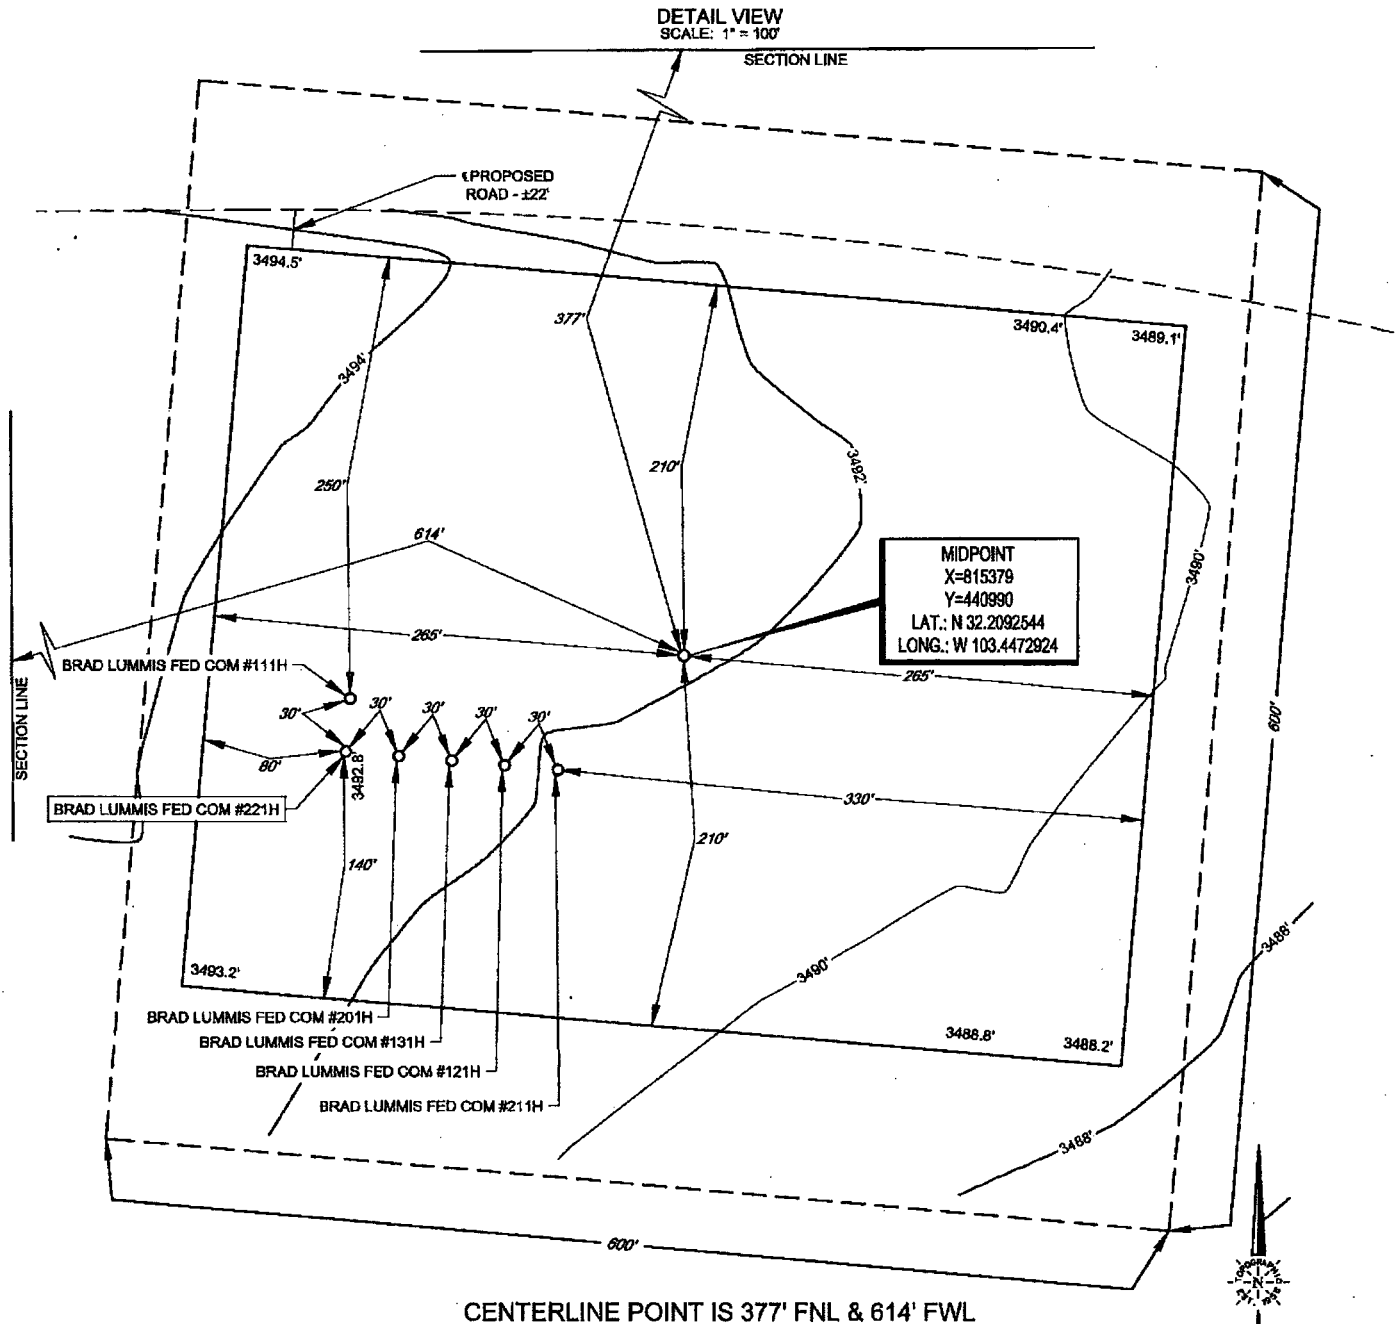 DETAIL VIEW
SCALE: 1" = 100'
SECTION LINE
PROPOSED
ROAD - ±22'
3494.5'
3490.4'
3489.1'
377'
3494'
210'
3492'
250'
614'
MIDPOINT
X=815379
Y=440990
LAT.: N 32.2092544
LONG.: W 103.4472924
3490'
265'
265'
BRAD LUMMIS FED COM #111H
SECTION LINE
30'
30'
30'
30'
30'
80'
3492.8'
600'
BRAD LUMMIS FED COM #221H
330'
140'
210'
3488'
3493.2'
3490'
BRAD LUMMIS FED COM #201H
BRAD LUMMIS FED COM #131H
3488.8'
3488.2'
BRAD LUMMIS FED COM #121H
BRAD LUMMIS FED COM #211H
3488'
600'
N
CENTERLINE POINT IS 377' FNL & 614' FWL